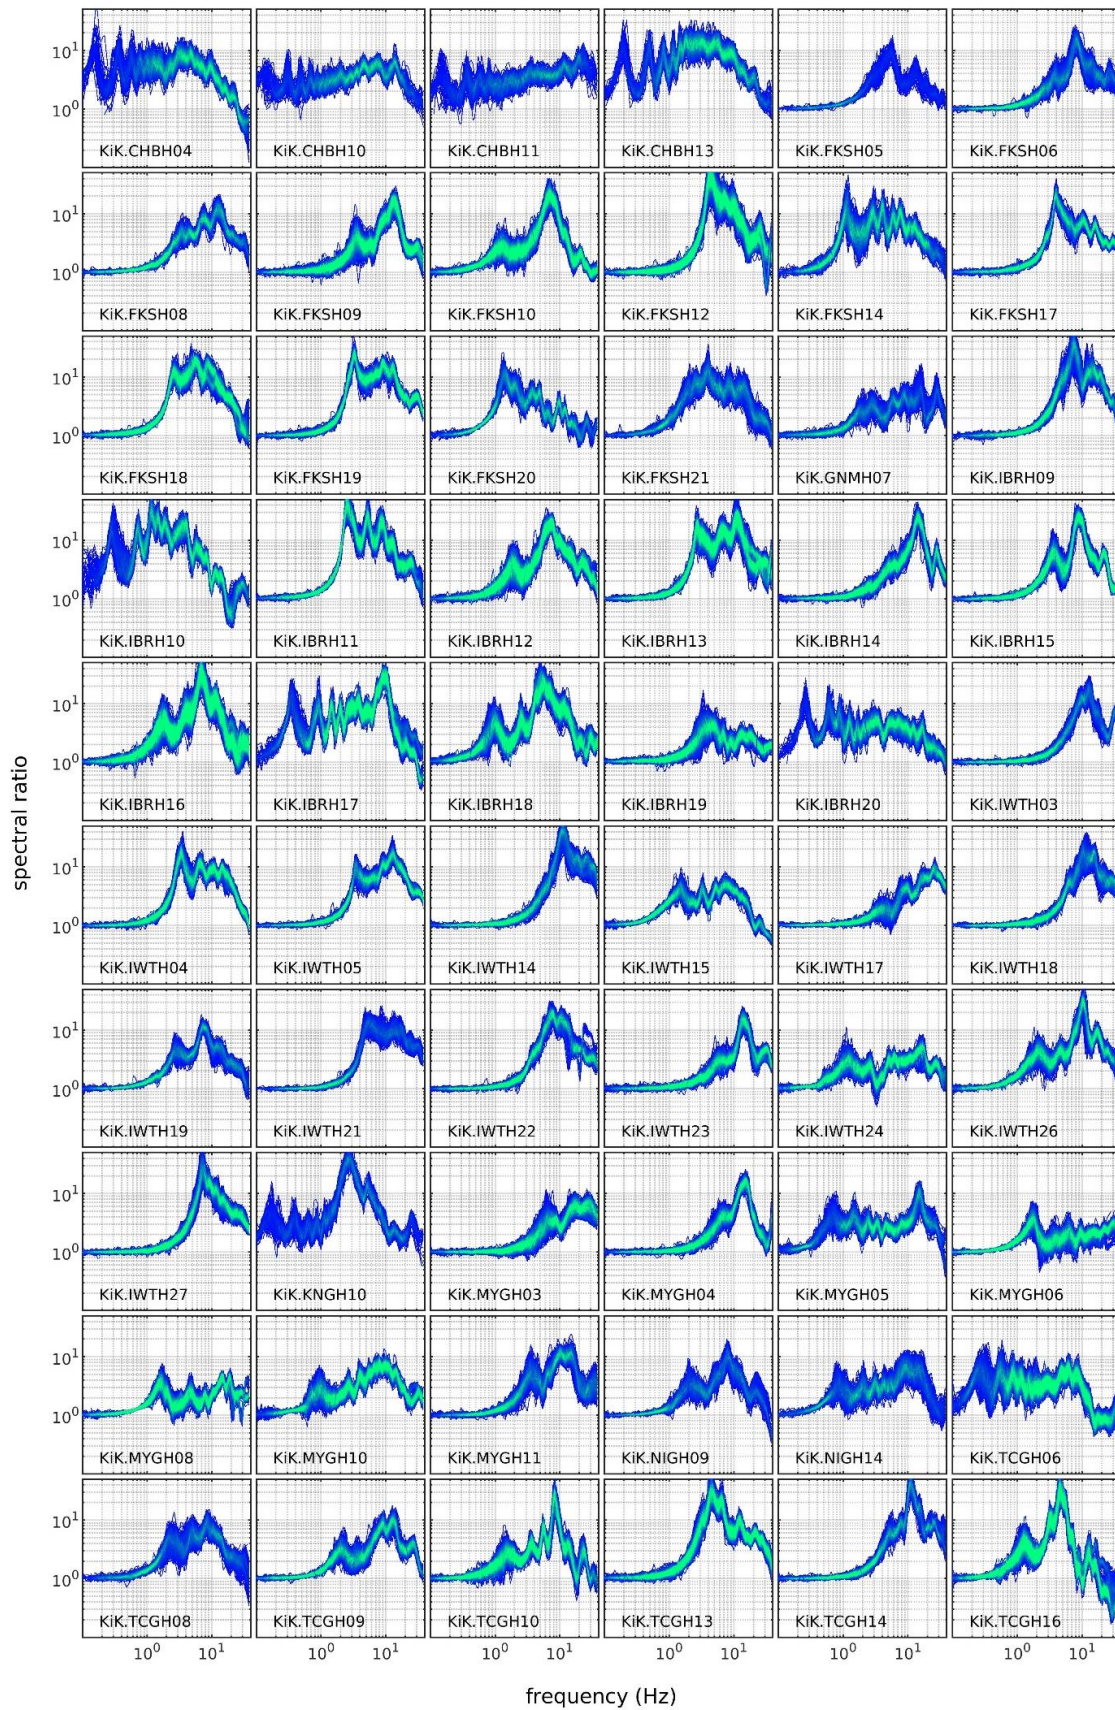 10¹
10⁰
KiK.CHBH04 KiK.CHBH10 KiK.CHBH11 KiK.CHBH13 KiK.FKSH05 KiK.FKSH06
10¹
10⁰
KiK.FKSH08 KiK.FKSH09 KiK.FKSH10 KiK.FKSH12 KiK.FKSH14 KiK.FKSH17
10¹
10⁰
KiK.FKSH18 KiK.FKSH19 KiK.FKSH20 KiK.FKSH21 KiK.GNMH07 KiK.IBRH09
10¹
10⁰
KiK.IBRH10 KiK.IBRH11 KiK.IBRH12 KiK.IBRH13 KiK.IBRH14 KiK.IBRH15
10¹
10⁰
KiK.IBRH16 KiK.IBRH17 KiK.IBRH18 KiK.IBRH19 KiK.IBRH20 KiK.IWTH03
spectral ratio
10¹
10⁰
KiK.IWTH04 KiK.IWTH05 KiK.IWTH14 KiK.IWTH15 KiK.IWTH17 KiK.IWTH18
10¹
10⁰
KiK.IWTH19 KiK.IWTH21 KiK.IWTH22 KiK.IWTH23 KiK.IWTH24 KiK.IWTH26
10¹
10⁰
KiK.IWTH27 KiK.KNGH10 KiK.MYGH03 KiK.MYGH04 KiK.MYGH05 KiK.MYGH06
10¹
10⁰
KiK.MYGH08 KiK.MYGH10 KiK.MYGH11 KiK.NIGH09 KiK.NIGH14 KiK.TCGH06
10¹
10⁰
KiK.TCGH08 KiK.TCGH09 KiK.TCGH10 KiK.TCGH13 KiK.TCGH14 KiK.TCGH16
10⁰ 10¹ 10⁰ 10¹ 10⁰ 10¹ 10⁰ 10¹ 10⁰ 10¹ 10⁰ 10¹
frequency (Hz)